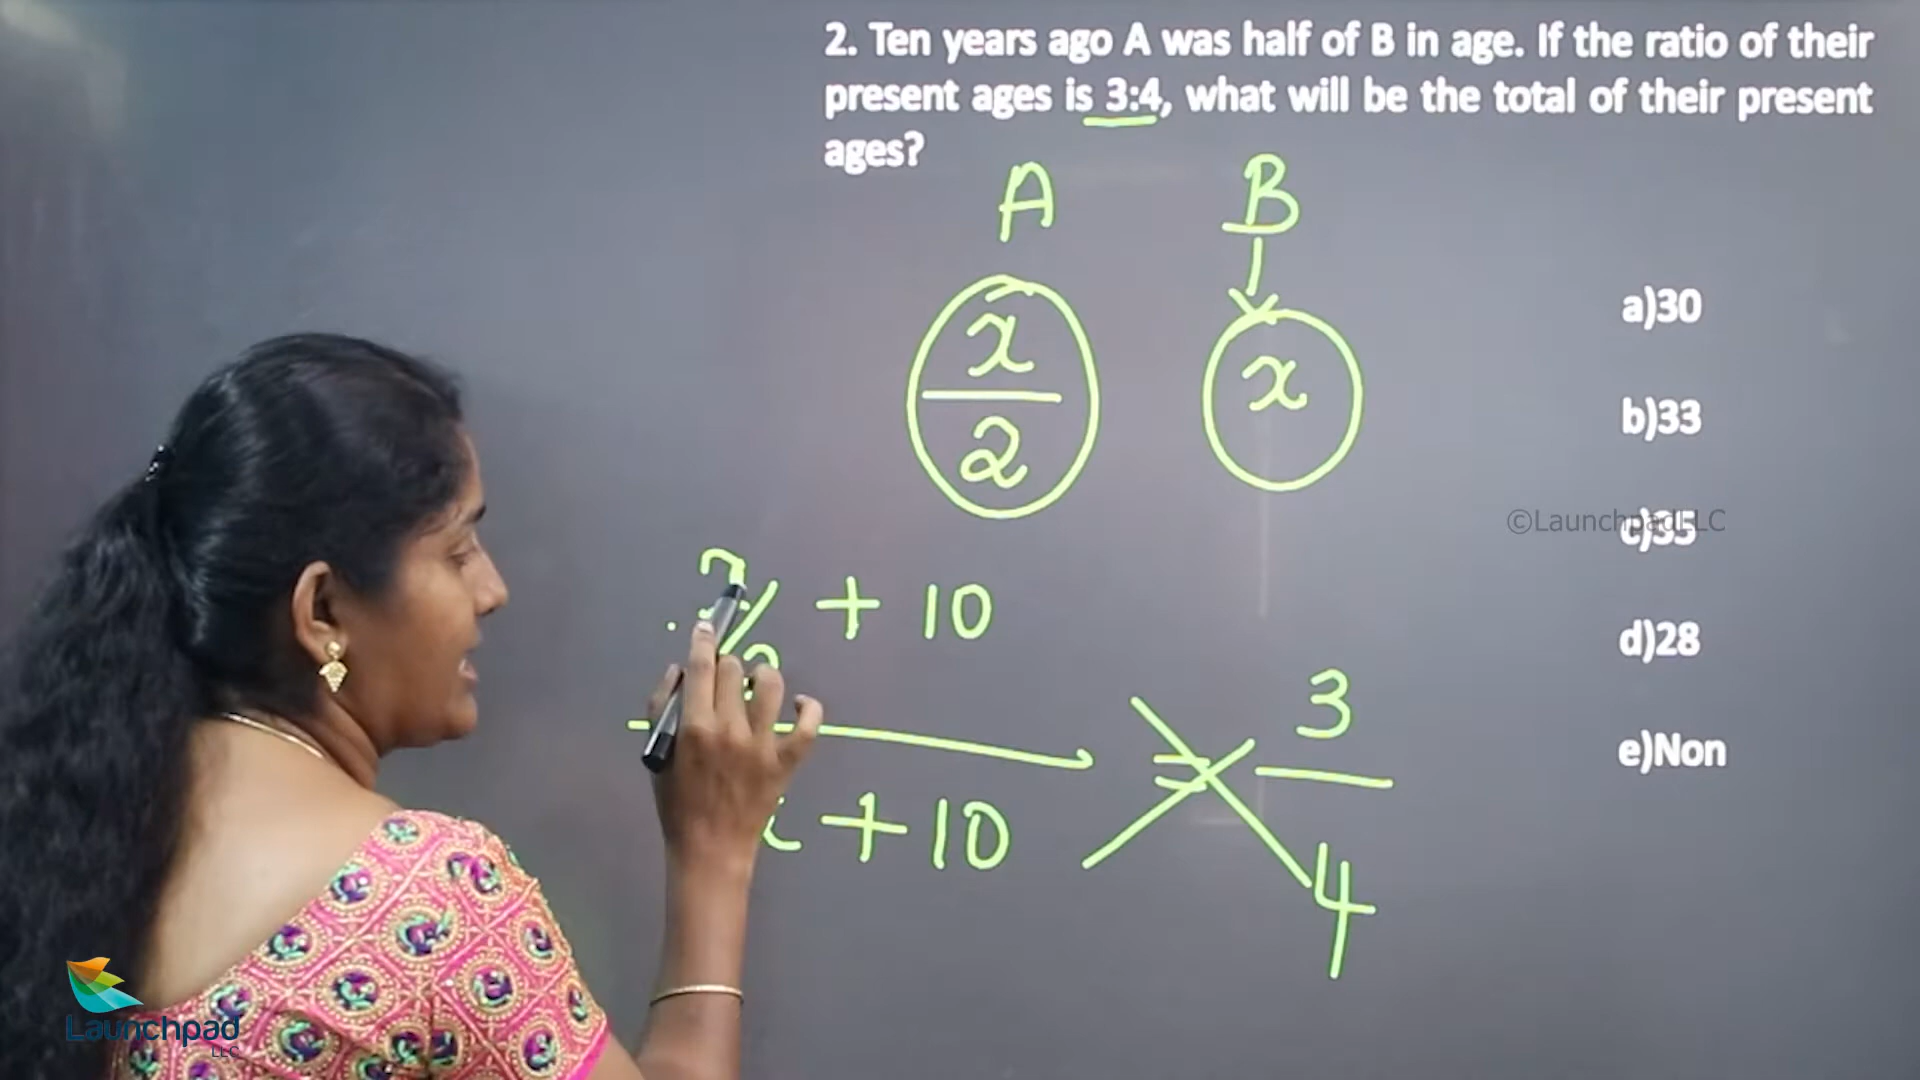 2. Ten years ago A was half of B in age. If the ratio of their
present ages is 3:4, what will be the total of their present
ages?
A B
x x
2
a)30
b)33
©LaunchpadLLC
c)35
d)28
e)Non
+ 10
= 3
x + 10 4
Launchpad
LLC